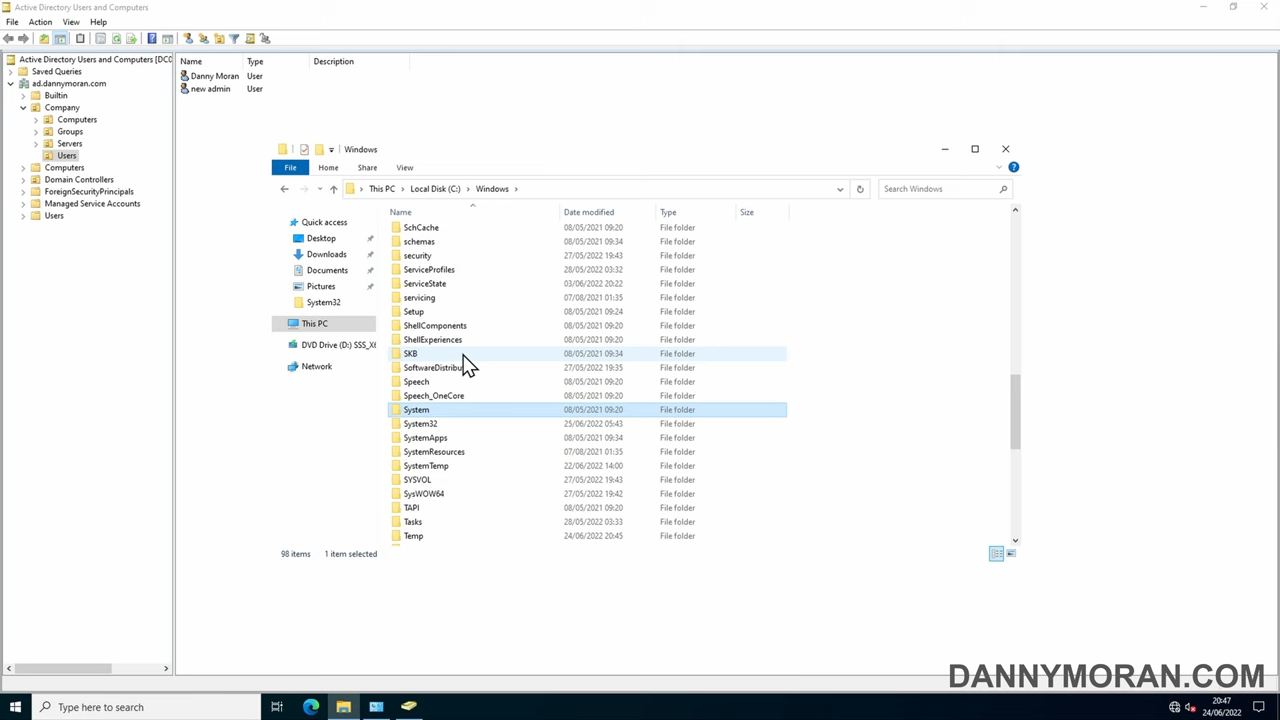 Active Directory Users and Computers
File Action View Help
Active Directory Users and Computers [DC
Saved Queries
ad.dannymoran.com
Builtin
Company
Computers
Groups
Servers
Users
Computers
Domain Controllers
ForeignSecurityPrincipals
Managed Service Accounts
Users
Name Type Description
Danny Moran User
new admin User
Windows
File Home Share View
This PC Local Disk (C:) Windows
Search Windows
Quick access
Desktop
Downloads
Documents
Pictures
System32
This PC
DVD Drive (D:) SSS_X6
Network
Name Date modified Type Size
SchCache 08/05/2021 09:20 File folder
schemas 08/05/2021 09:34 File folder
security 27/05/2022 19:43 File folder
ServiceProfiles 28/05/2022 03:32 File folder
ServiceState 03/06/2022 20:22 File folder
servicing 07/08/2021 01:35 File folder
Setup 08/05/2021 09:24 File folder
ShellComponents 08/05/2021 09:20 File folder
ShellExperiences 08/05/2021 09:20 File folder
SKB 08/05/2021 09:34 File folder
SoftwareDistribu 27/05/2022 19:35 File folder
Speech 08/05/2021 09:20 File folder
Speech_OneCore 08/05/2021 09:20 File folder
System 08/05/2021 09:20 File folder
System32 25/06/2022 05:43 File folder
SystemApps 08/05/2021 09:34 File folder
SystemResources 07/08/2021 01:35 File folder
SystemTemp 22/06/2022 14:00 File folder
SYSVOL 27/05/2022 19:43 File folder
SysWOW64 27/05/2022 19:42 File folder
TAPI 08/05/2021 09:20 File folder
Tasks 28/05/2022 03:33 File folder
Temp 24/06/2022 20:45 File folder
98 items 1 item selected
DANNYMORAN.COM
Type here to search
20:47
24/06/2022